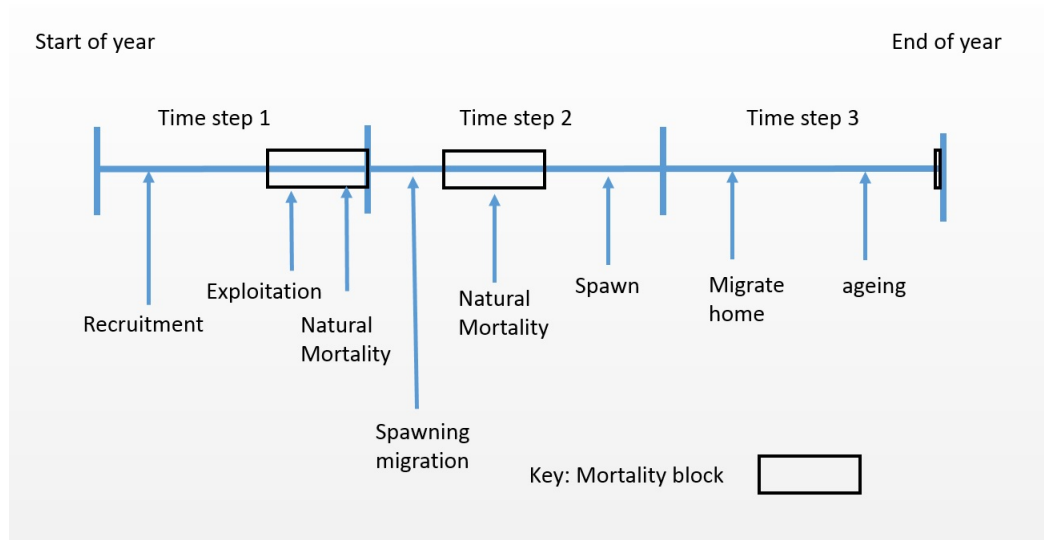 Start of year
End of year
Time step 1
Time step 2
Time step 3
Recruitment
Exploitation
Natural
Mortality
Spawning
migration
Natural
Mortality
Spawn
Migrate
home
ageing
Key: Mortality block